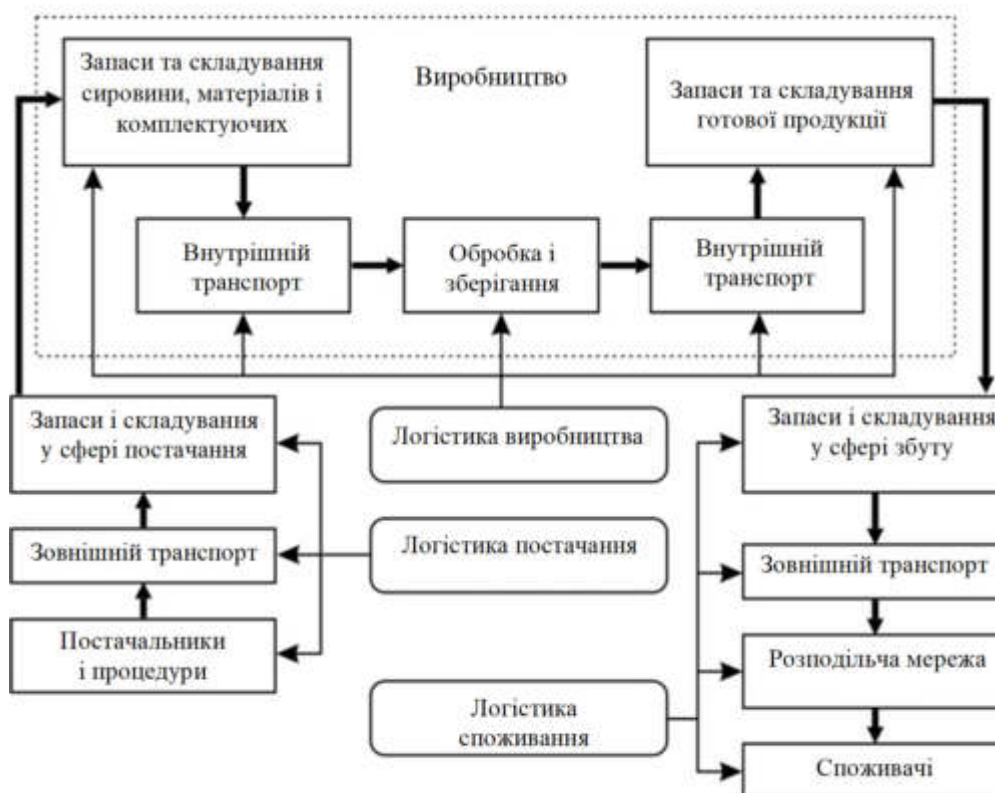 Запаси та складування
сировини, матеріалів і
комплектуючих
Виробництво
Запаси та складування
готової продукції
Внутрішній
транспорт
Обробка і
зберігання
Внутрішній
транспорт
Запаси і складування
у сфері постачання
Логістика виробництва
Запаси і складування
у сфері збуту
Зовнішній транспорт
Логістика постачання
Зовнішній транспорт
Постачальники
і процедури
Розподільча мережа
Логістика
споживання
Споживачі